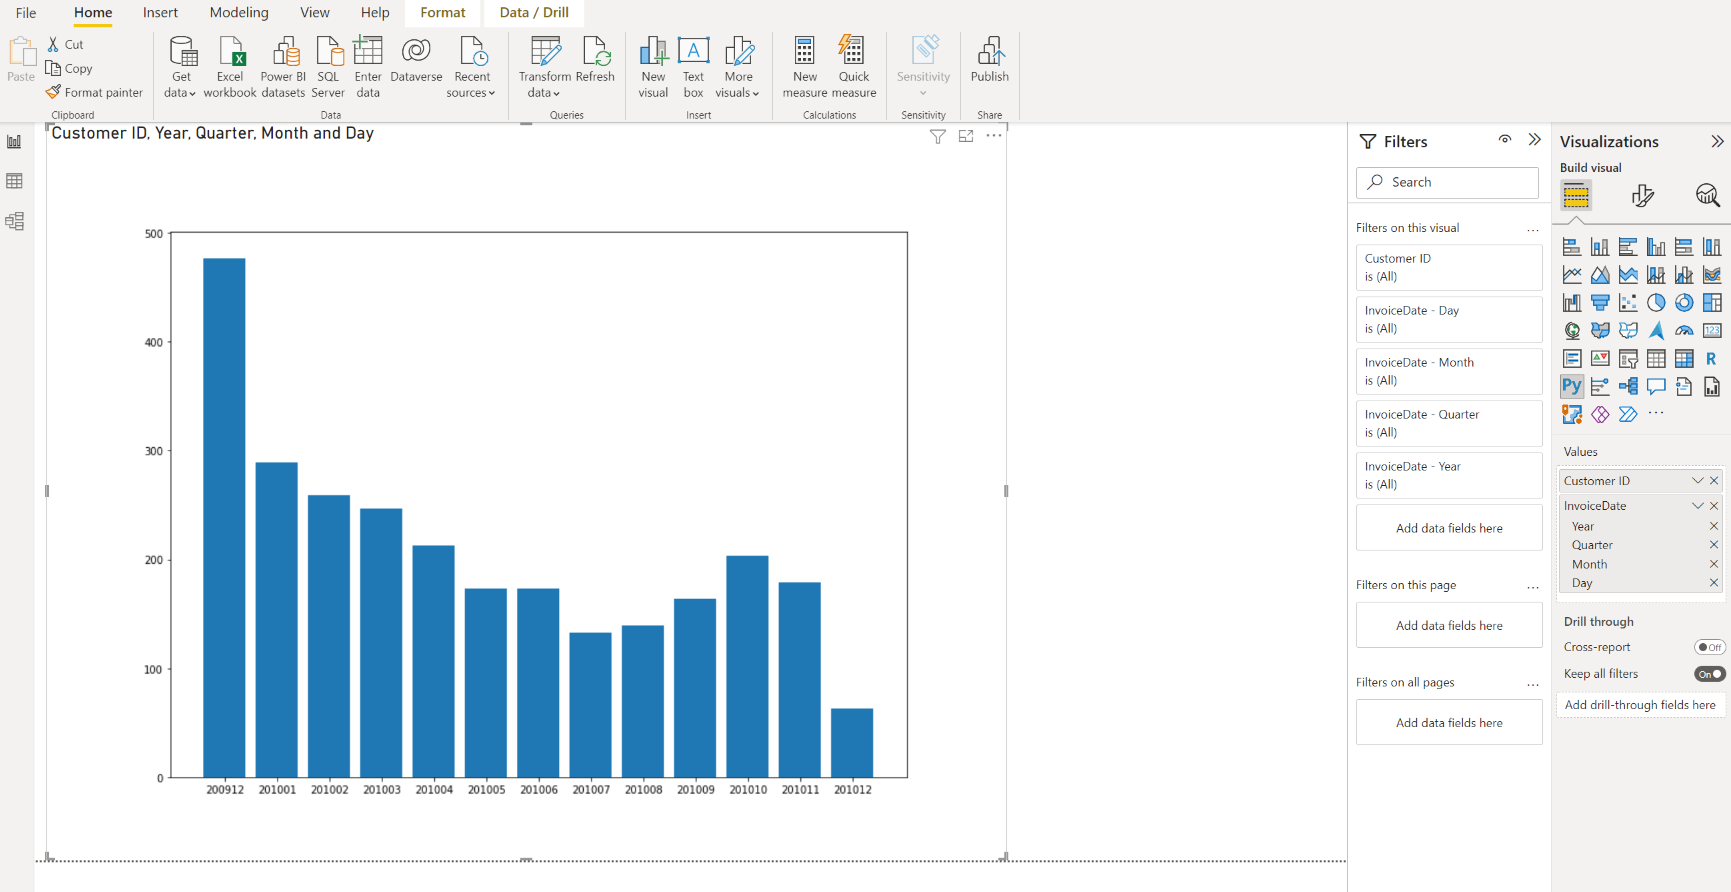 File Home Insert Modeling View Help Format Data / Drill
Paste
Cut
Copy
Format painter
Clipboard
Get data
Excel workbook
Power BI datasets
SQL Server
Enter data
Dataverse
Recent sources
Data
Transform data
Refresh
Queries
New visual
Text box
More visuals
Insert
New measure
Quick measure
Calculations
Sensitivity
Sensitivity
Publish
Share
Customer ID, Year, Quarter, Month and Day
500
400
300
200
100
0
200912 201001 201002 201003 201004 201005 201006 201007 201008 201009 201010 201011 201012
Filters
Search
Filters on this visual
Customer ID
is (All)
InvoiceDate - Day
is (All)
InvoiceDate - Month
is (All)
InvoiceDate - Quarter
is (All)
InvoiceDate - Year
is (All)
Add data fields here
Filters on this page
Add data fields here
Filters on all pages
Add data fields here
Visualizations
Build visual
123
R
Py
Values
Customer ID
InvoiceDate
Year
Quarter
Month
Day
Drill through
Cross-report Off
Keep all filters On
Add drill-through fields here